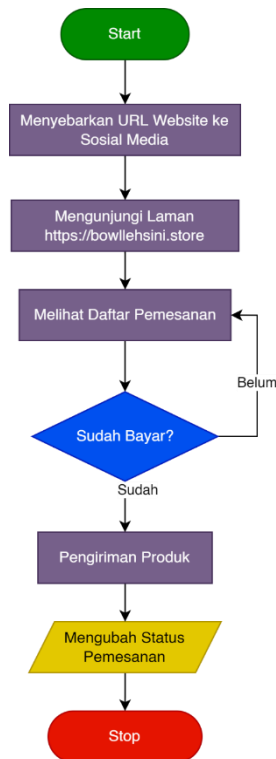 Start
Menyebarkan URL Website ke
Sosial Media
Mengunjungi Laman
https://bowllehsini.store
Melihat Daftar Pemesanan
Belum
Sudah Bayar?
Sudah
Pengiriman Produk
Mengubah Status
Pemesanan
Stop